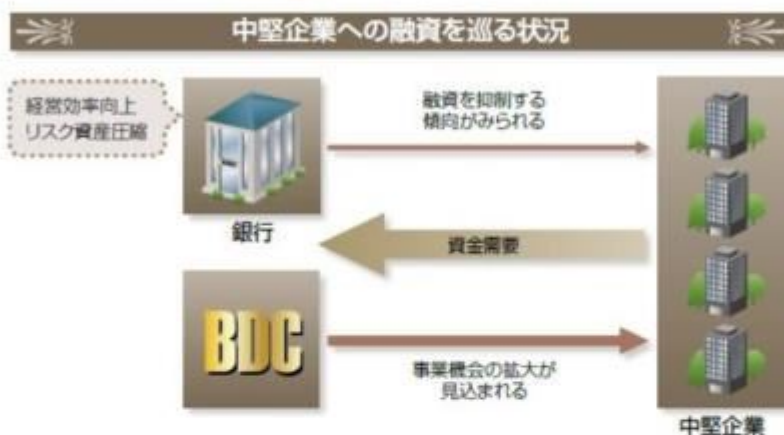 中堅企業への融資を巡る状況
経営効率向上
リスク資産圧縮
融資を抑制する
傾向がみられる
銀行
資金需要
BDC
事業機会の拡大が
見込まれる
中堅企業